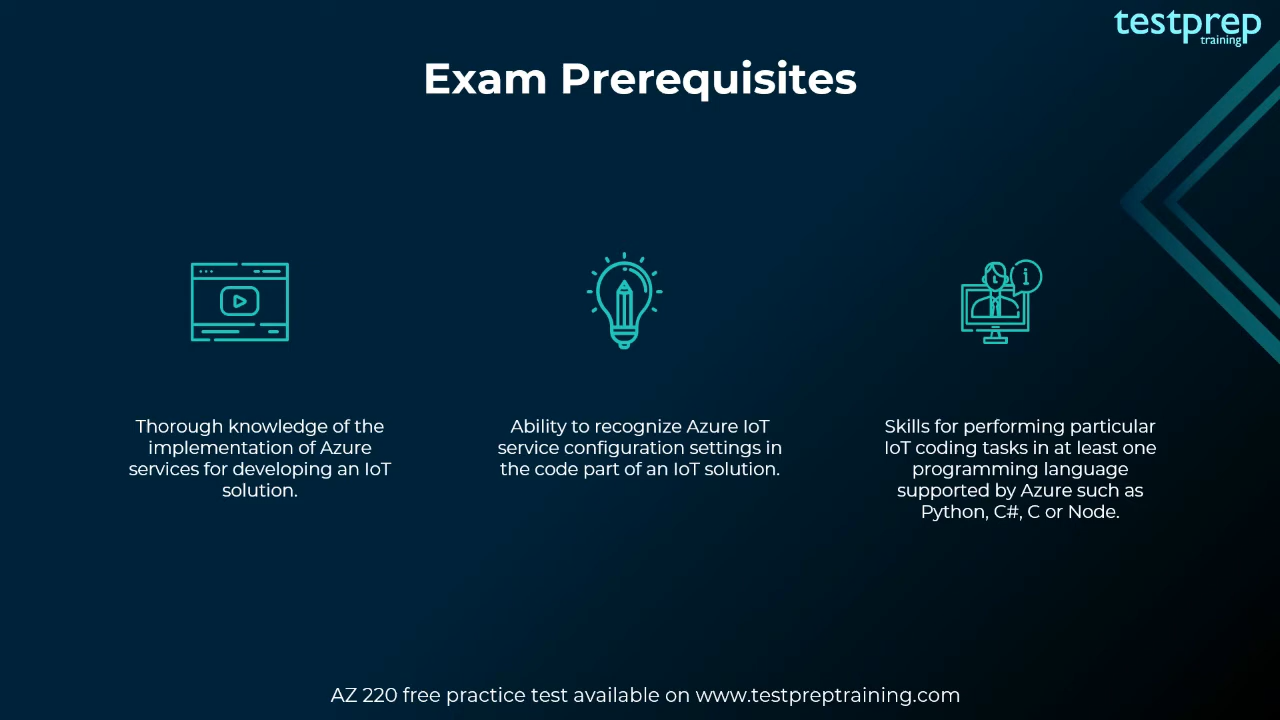 testprep
training
Exam Prerequisites
i
Thorough knowledge of the
implementation of Azure
services for developing an IoT
solution.
Ability to recognize Azure IoT
service configuration settings in
the code part of an IoT solution.
Skills for performing particular
IoT coding tasks in at least one
programming language
supported by Azure such as
Python, C#, C or Node.
AZ 220 free practice test available on www.testpreptraining.com